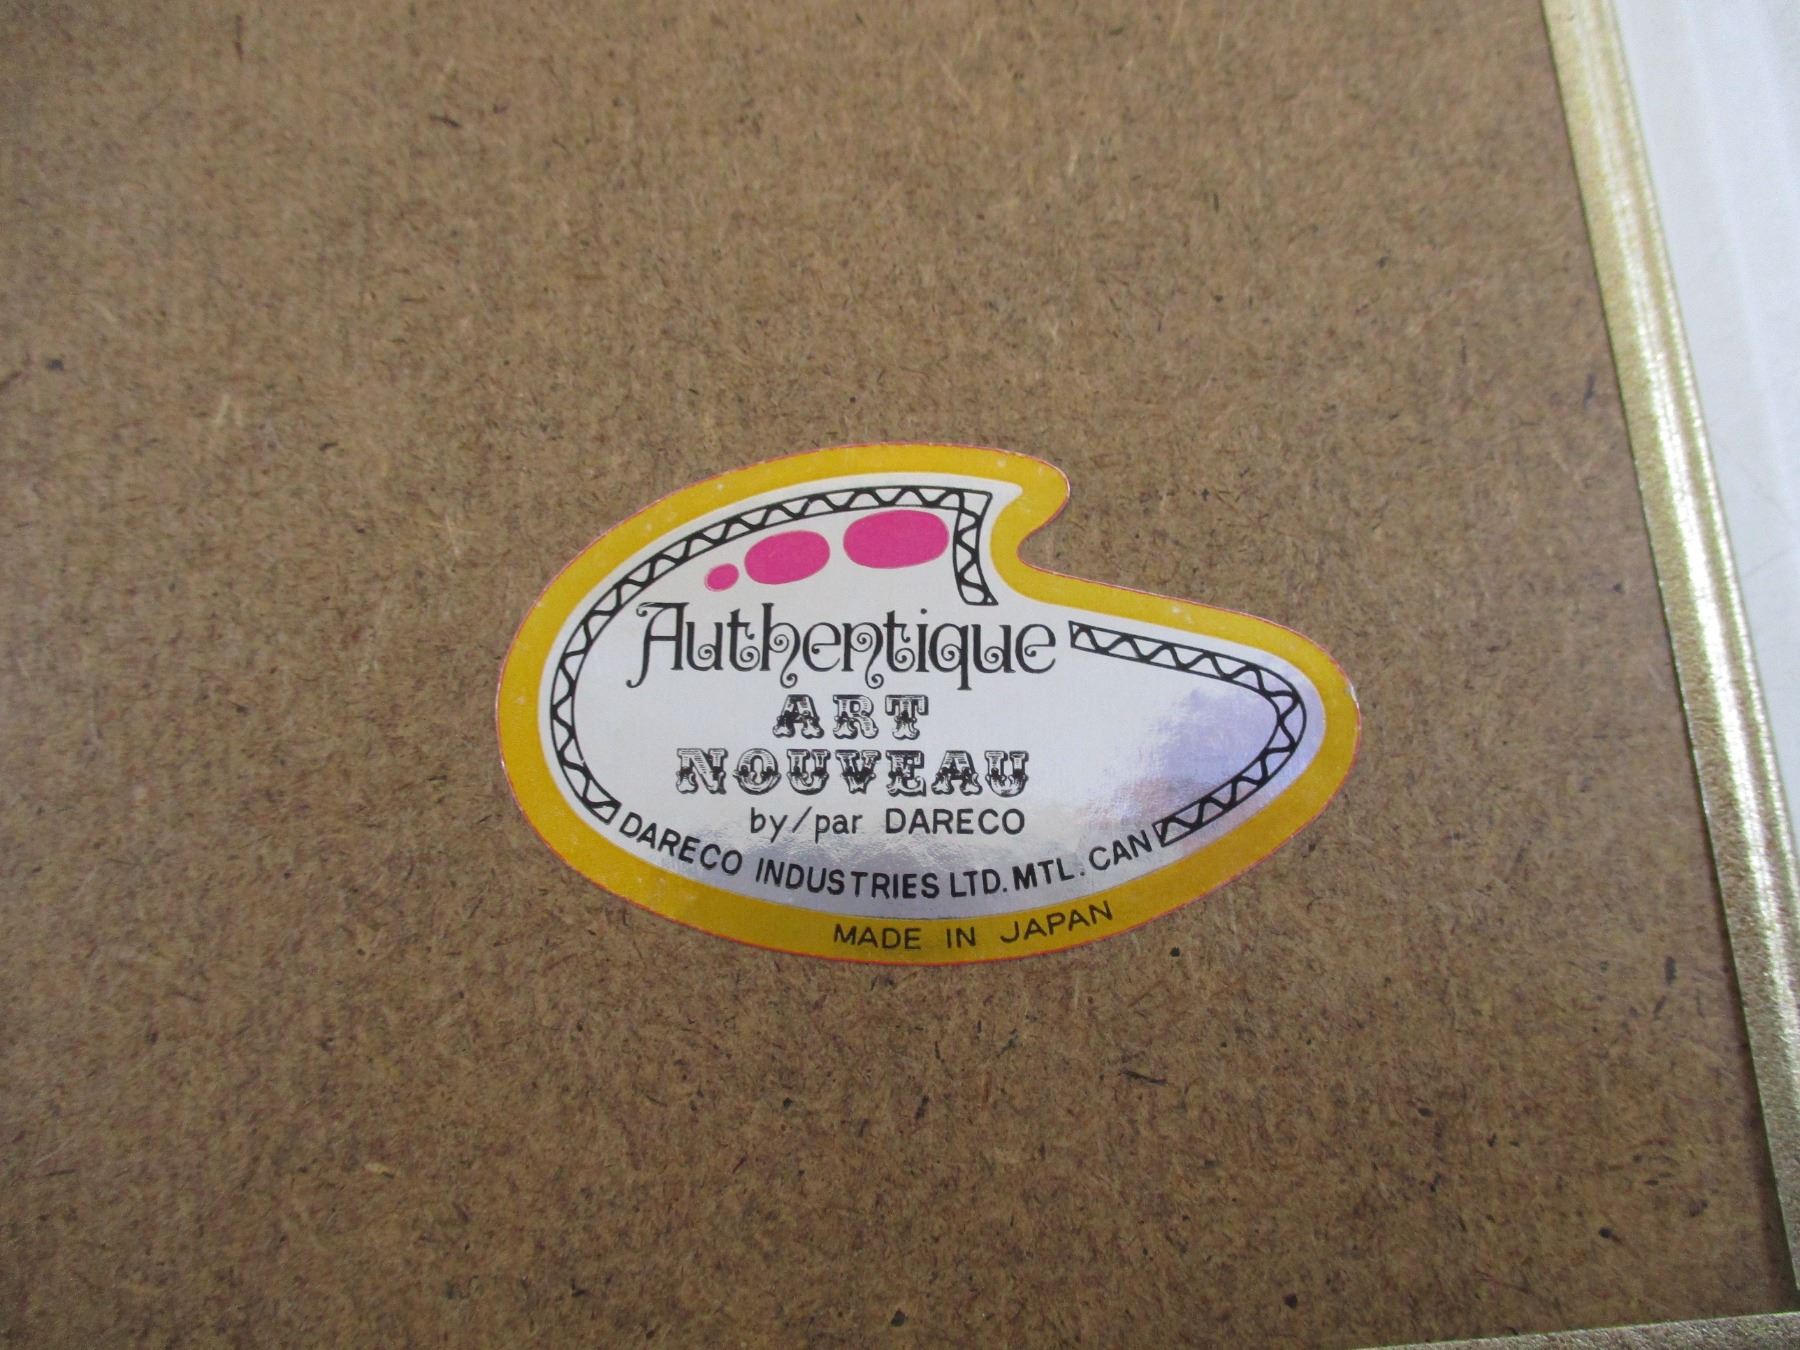 Authentique
ART
NOUVEAU
by/par DARECO
DARECO INDUSTRIES LTD. MTL. CAN
MADE IN JAPAN